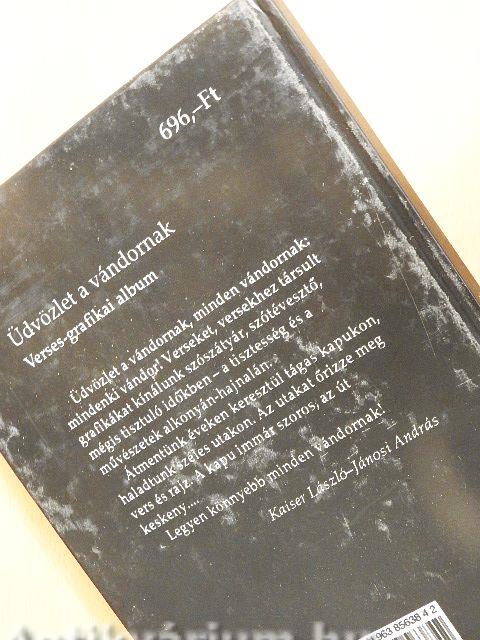 696,–Ft
Üdvözlet a vándornak
Verses-grafikai album
Üdvözlet a vándornak, minden vándornak:
mindenki vándor! Verseket, versekhez társult
grafikákat kínálunk szószátyár, szótévesztő,
mégis tisztuló időkben – a tisztesség és a
művészetek alkonyán-hajnalán.
Átmentünk éveken keresztül tágas kapukon,
haladtunk széles utakon. Az utakat őrizze meg
vers és rajz. A kapu immár szoros, az út
keskeny....
Legyen könnyebb minden vándornak!
Kaiser László–Jánosi András
963 85638 4 2